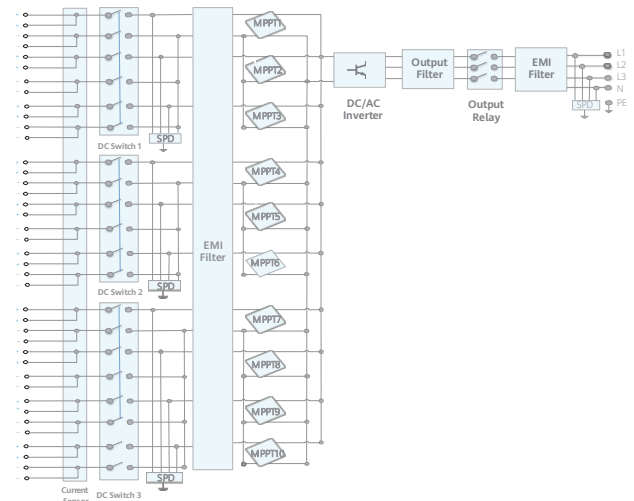 MPPT1
L1
Output
Filter
EMI
Filter
L2
MPPT2
L3
N
DC/AC
Inverter
Output
Relay
SPD
PE
MPPT3
SPD
DC Switch 1
MPPT4
MPPT5
EMI
Filter
MPPT6
SPD
DC Switch 2
MPPT7
MPPT8
MPPT9
MPPT10
SPD
Current
Sensor
DC Switch 3